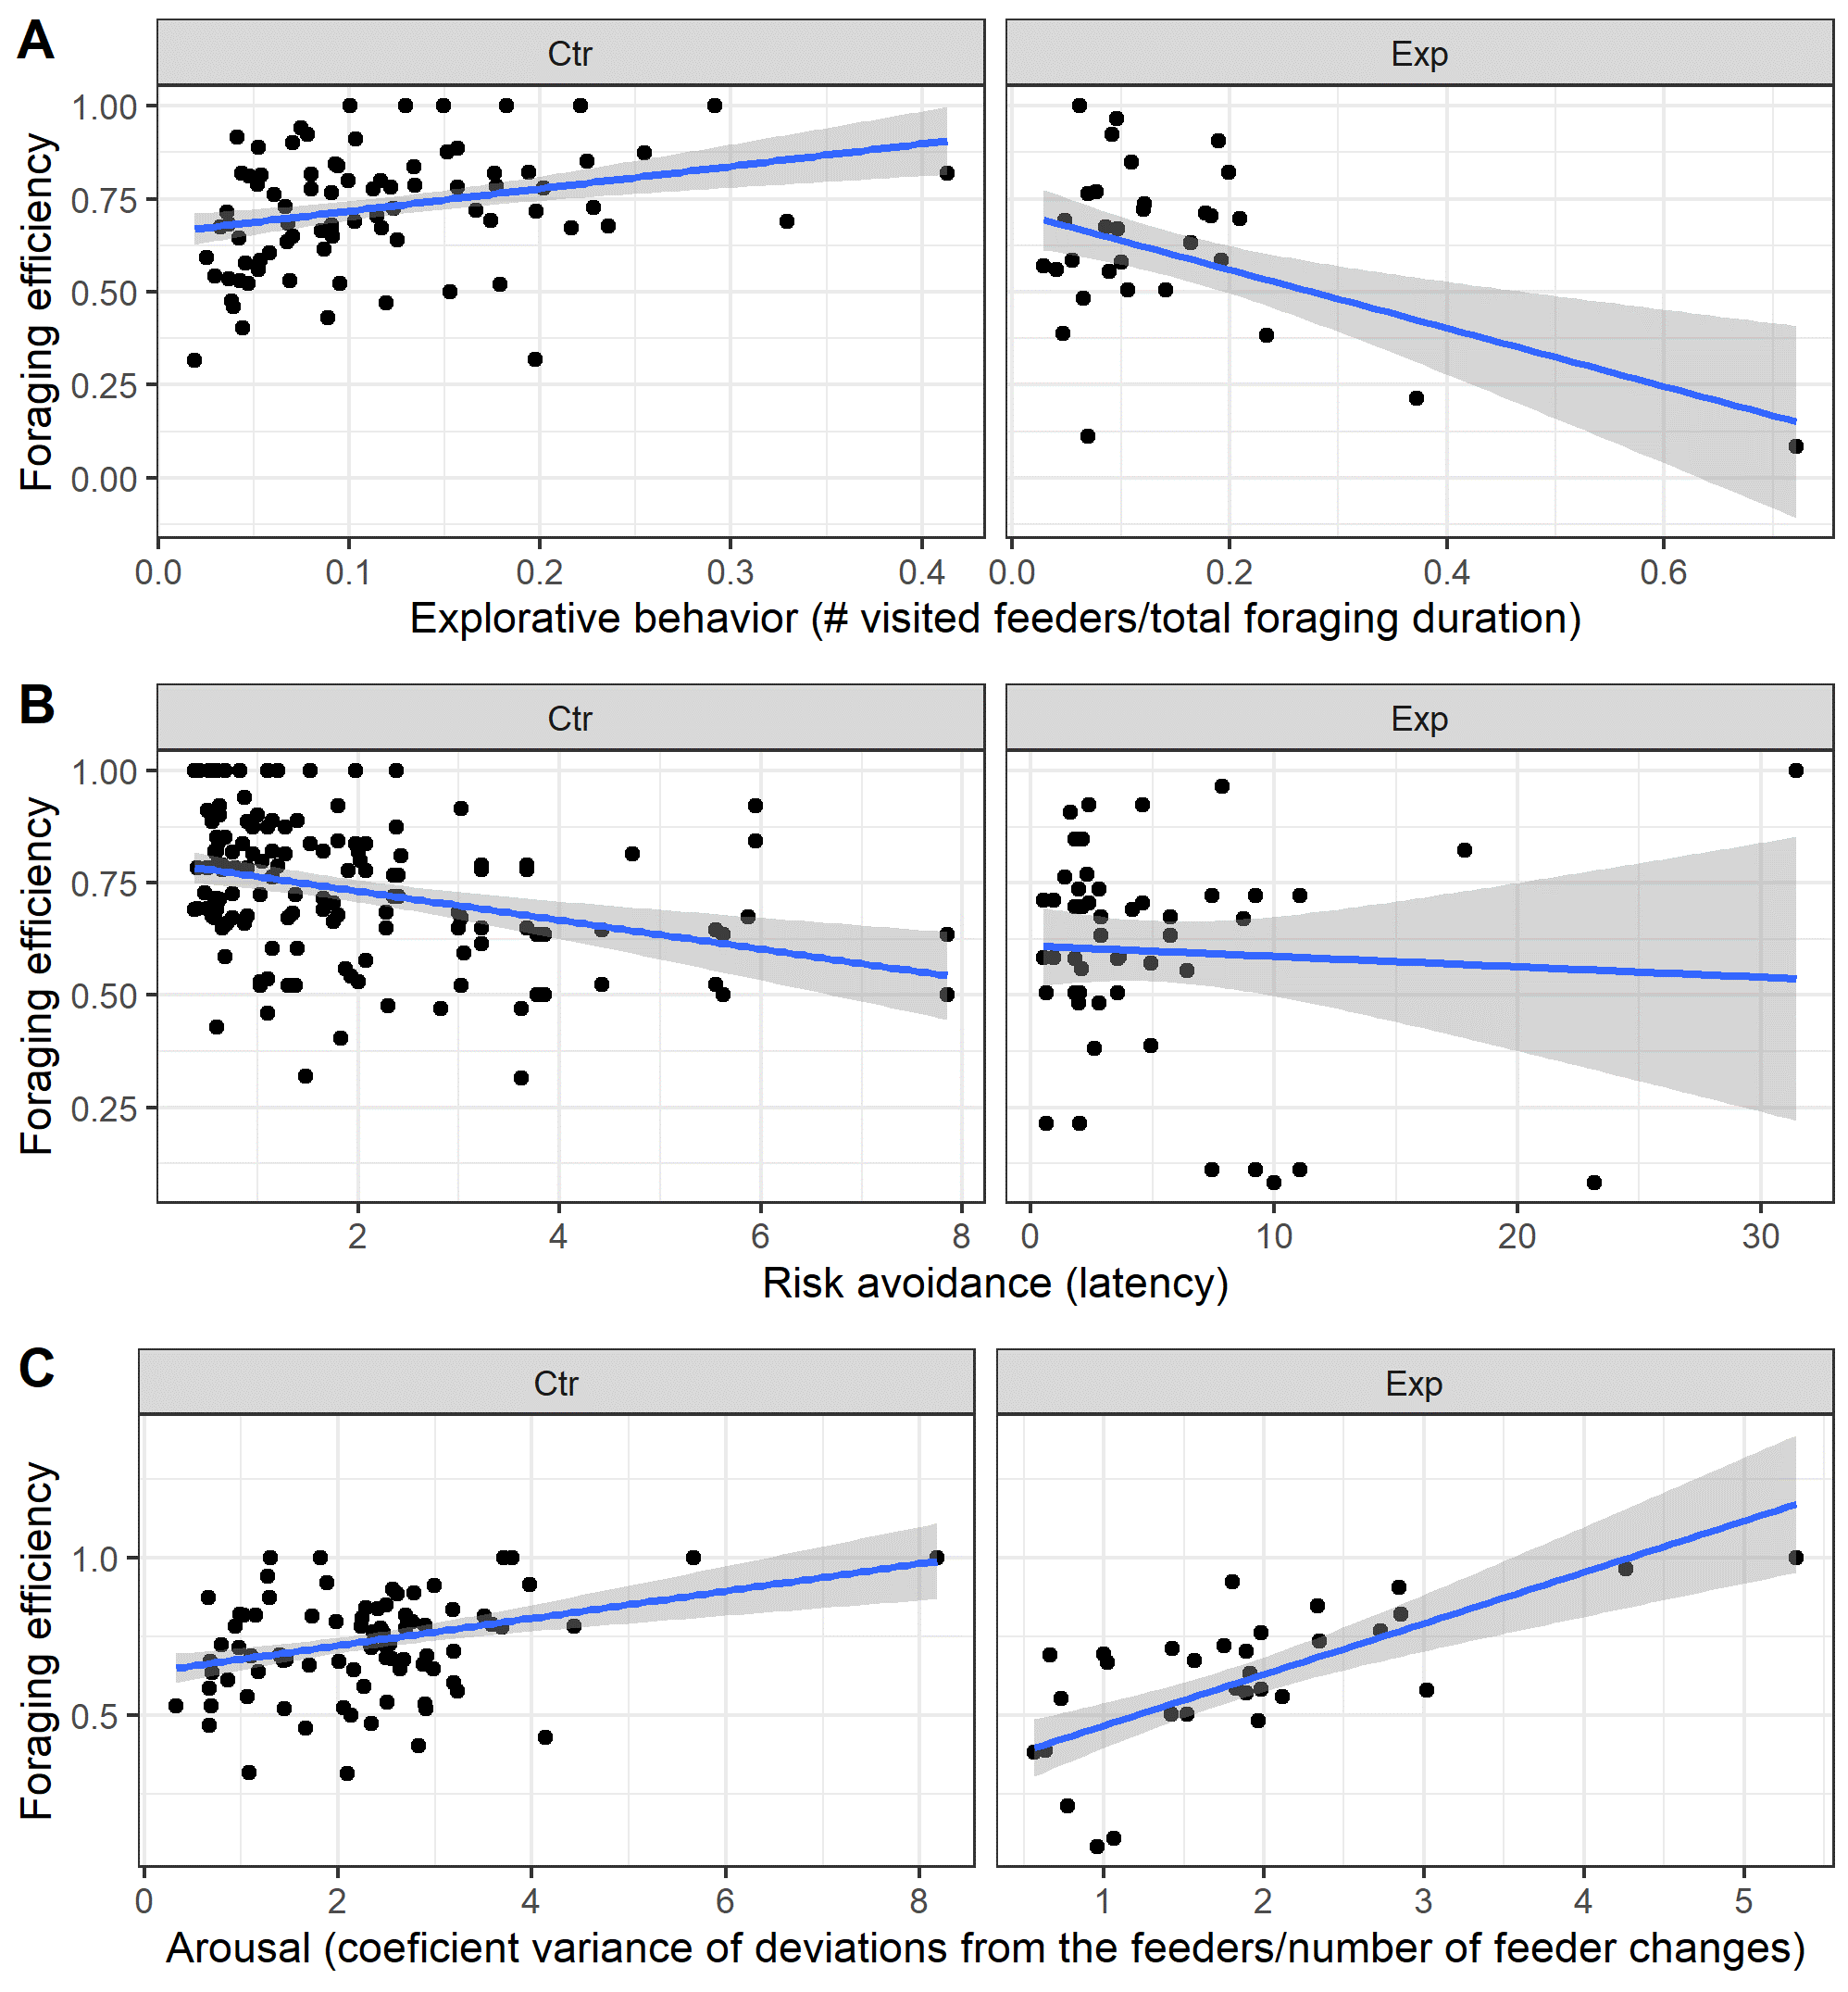 A
Ctr
Exp
Foraging efficiency
1.00
0.75
0.50
0.25
0.00
0.0 0.1 0.2 0.3 0.4
0.0 0.2 0.4 0.6
Explorative behavior (# visited feeders/total foraging duration)
B
Ctr
Exp
Foraging efficiency
1.00
0.75
0.50
0.25
2 4 6 8
0 10 20 30
Risk avoidance (latency)
C
Ctr
Exp
Foraging efficiency
1.0
0.5
0 2 4 6 8
1 2 3 4 5
Arousal (coeficient variance of deviations from the feeders/number of feeder changes)